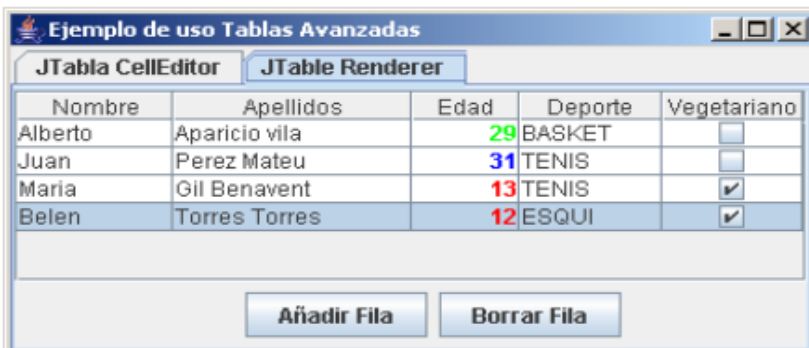 Ejemplo de uso Tablas Avanzadas
JTabla CellEditor JTable Renderer
Nombre Apellidos Edad Deporte Vegetariano
Alberto Aparicio vila 29 BASKET
Juan Perez Mateu 31 TENIS
Maria Gil Benavent 13 TENIS
Belen Torres Torres 12 ESQUI
Añadir Fila Borrar Fila